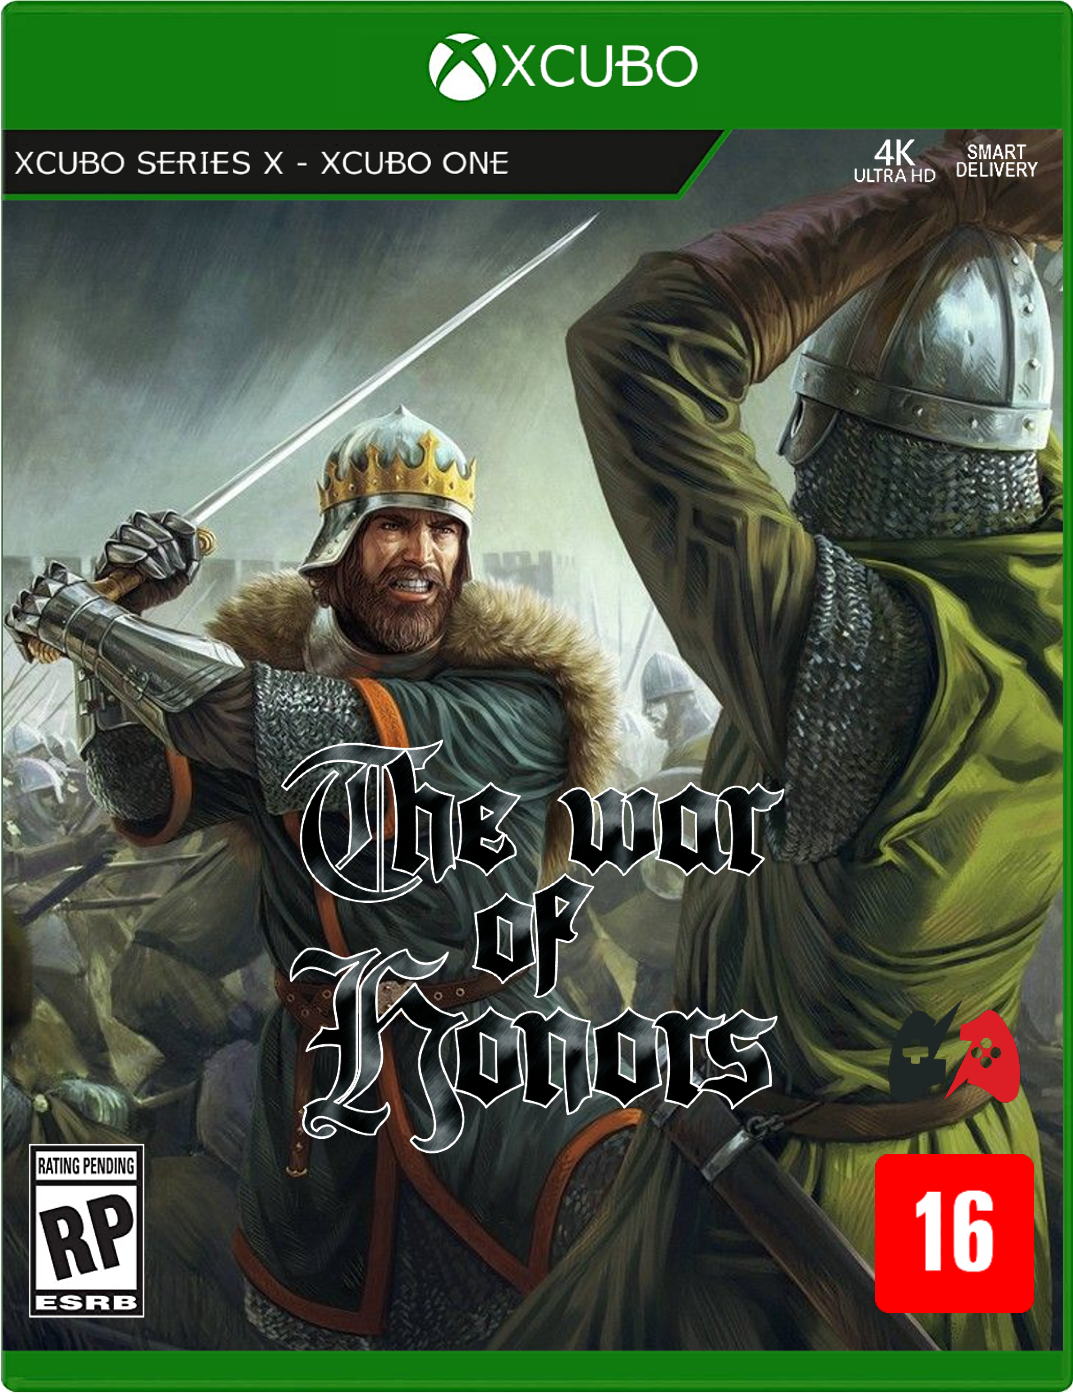 XCUBO
XCUBO SERIES X - XCUBO ONE
4K
ULTRA HD
SMART
DELIVERY
The war
of
Honors
RATING PENDING
RP
ESRB
16